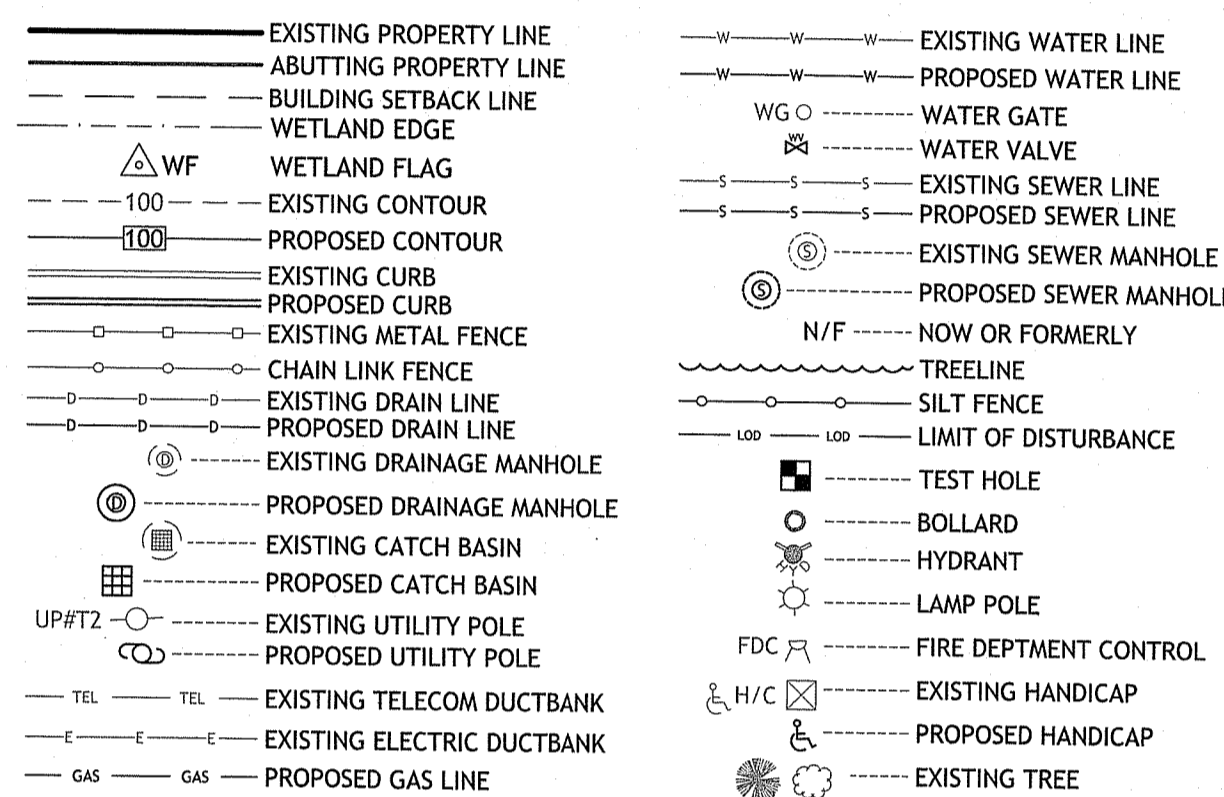 EXISTING PROPERTY LINE
ABUTTING PROPERTY LINE
BUILDING SETBACK LINE
WETLAND EDGE
WF WETLAND FLAG
100 EXISTING CONTOUR
100 PROPOSED CONTOUR
EXISTING CURB
PROPOSED CURB
EXISTING METAL FENCE
CHAIN LINK FENCE
D D D EXISTING DRAIN LINE
D D D PROPOSED DRAIN LINE
D EXISTING DRAINAGE MANHOLE
D PROPOSED DRAINAGE MANHOLE
EXISTING CATCH BASIN
PROPOSED CATCH BASIN
UP#T2 EXISTING UTILITY POLE
PROPOSED UTILITY POLE
TEL TEL EXISTING TELECOM DUCTBANK
E E E EXISTING ELECTRIC DUCTBANK
GAS GAS PROPOSED GAS LINE
W W W EXISTING WATER LINE
W W W PROPOSED WATER LINE
WG WATER GATE
WV WATER VALVE
S S S EXISTING SEWER LINE
S S S PROPOSED SEWER LINE
S EXISTING SEWER MANHOLE
S PROPOSED SEWER MANHOL
N/F NOW OR FORMERLY
TREELINE
SILT FENCE
LOD LOD LIMIT OF DISTURBANCE
TEST HOLE
BOLLARD
HYDRANT
LAMP POLE
FDC FIRE DEPTMENT CONTROL
H/C EXISTING HANDICAP
PROPOSED HANDICAP
EXISTING TREE